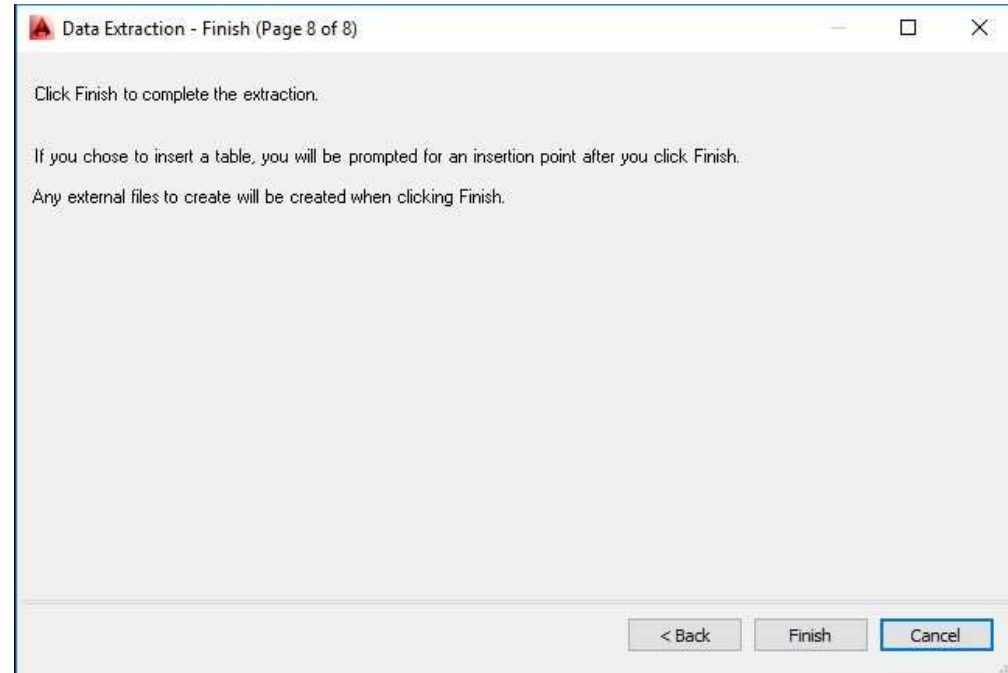 Data Extraction - Finish (Page 8 of 8)
Click Finish to complete the extraction.
If you chose to insert a table, you will be prompted for an insertion point after you click Finish.
Any external files to create will be created when clicking Finish.
< Back Finish Cancel